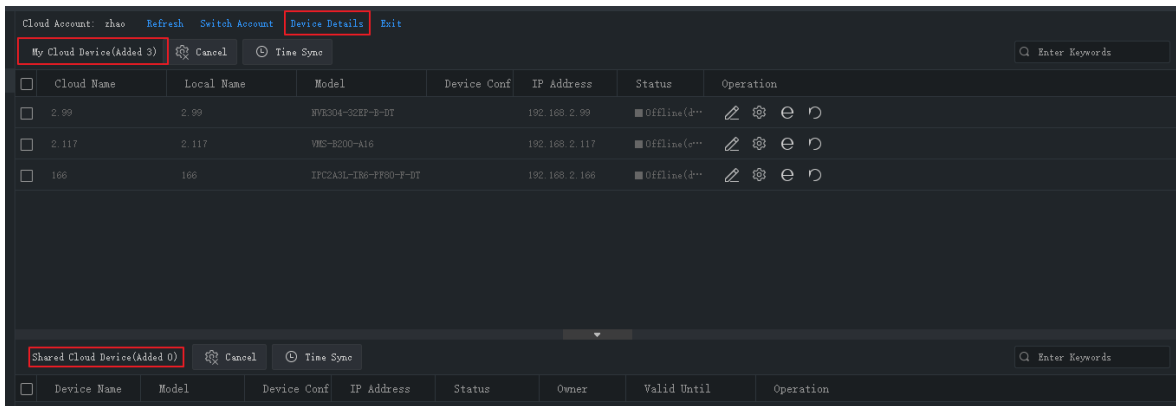 Cloud Account: zhao Refresh Switch Account Device Details Exit
My Cloud Device(Added 3) Cancel Time Sync Enter Keywords
Cloud Name Local Name Model Device Conf IP Address Status Operation
2.99 2.99 NVR304-32EP-B-DT 192.168.2.99 Offline(d···
2.117 2.117 VMS-B200-A16 192.168.2.117 Offline(c···
166 166 IPC2A3L-IR6-FF80-F-DT 192.168.2.166 Offline(d···
Shared Cloud Device(Added 0) Cancel Time Sync Enter Keywords
Device Name Model Device Conf IP Address Status Owner Valid Until Operation